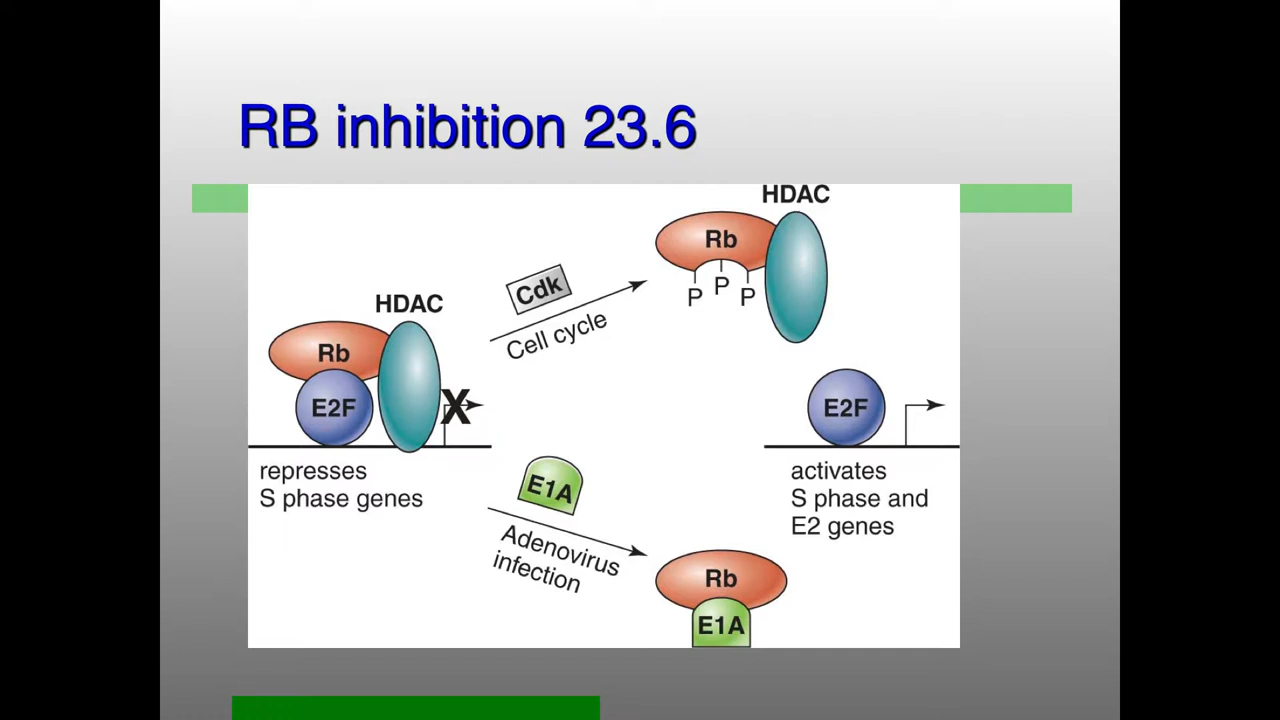 RB inhibition 23.6
HDAC
Rb
E2F
X
repressses
S phase genes
Cdk
Cell cycle
HDAC
Rb
P P P
E2F
activates
S phase and
E2 genes
E1A
Adenovirus
infection
Rb
E1A